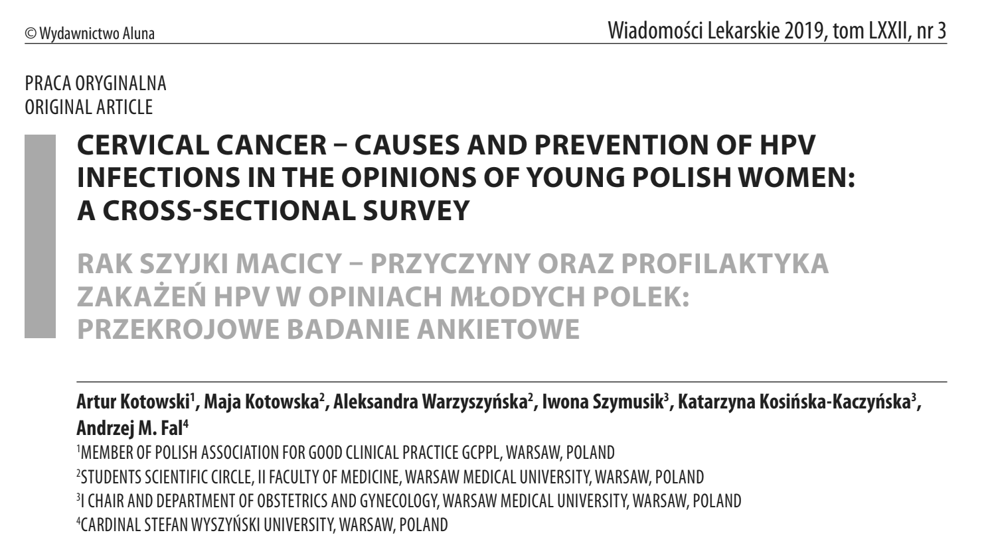 © Wydawnictwo Aluna
Wiadomości Lekarskie 2019, tom LXXII, nr 3
PRACA ORYGINALNA
ORIGINAL ARTICLE
CERVICAL CANCER – CAUSES AND PREVENTION OF HPV
INFECTIONS IN THE OPINIONS OF YOUNG POLISH WOMEN:
A CROSS-SECTIONAL SURVEY
RAK SZYJKI MACICY – PRZYCZYNY ORAZ PROFILAKTYKA
ZAKAŻEŃ HPV W OPINIACH MŁODYCH POLEK:
PRZEKROJOWE BADANIE ANKIETOWE
Artur Kotowski¹, Maja Kotowska², Aleksandra Warzyszyńska², Iwona Szymusik³, Katarzyna Kosińska-Kaczyńska³,
Andrzej M. Fal⁴
¹MEMBER OF POLISH ASSOCIATION FOR GOOD CLINICAL PRACTICE GCPPL, WARSAW, POLAND
²STUDENTS SCIENTIFIC CIRCLE, II FACULTY OF MEDICINE, WARSAW MEDICAL UNIVERSITY, WARSAW, POLAND
³I CHAIR AND DEPARTMENT OF OBSTETRICS AND GYNECOLOGY, WARSAW MEDICAL UNIVERSITY, WARSAW, POLAND
⁴CARDINAL STEFAN WYSZYŃSKI UNIVERSITY, WARSAW, POLAND